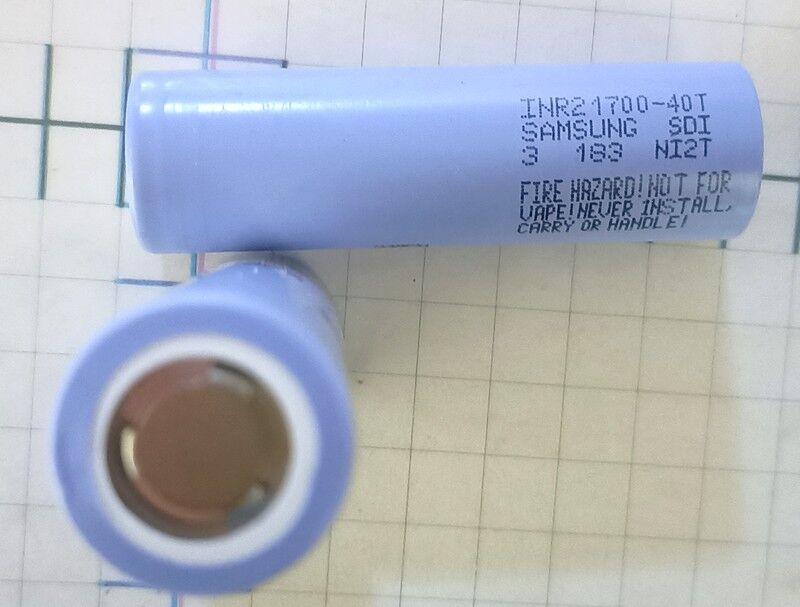 INR21700-40T
SAMSUNG SDI
3 183 NI2T
FIRE HAZARD!NOT FOR
VAPE!NEVER INSTALL,
CARRY OR HANDLE!